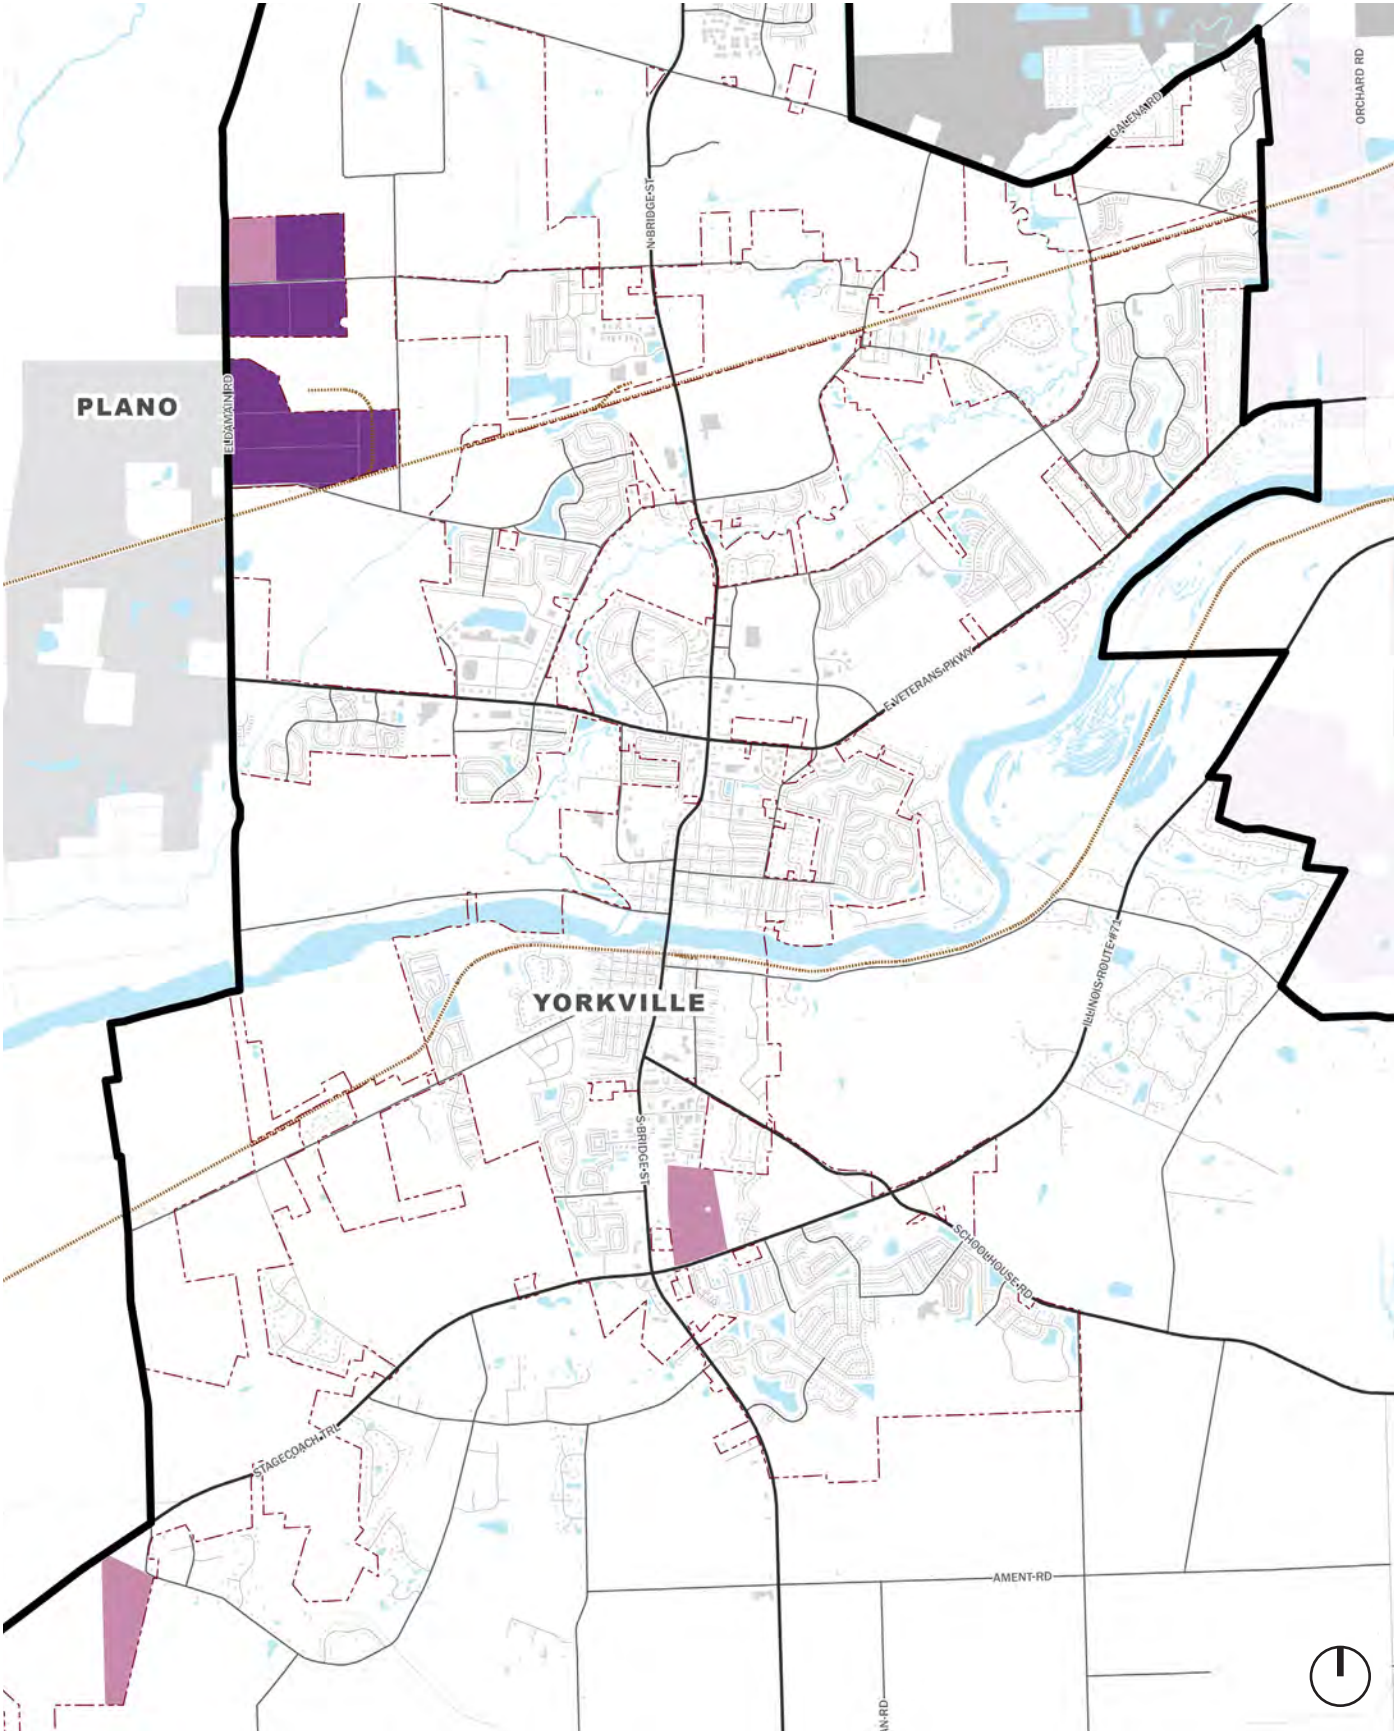 ORCHARD RD
GALENA RD
N BRIDGE ST
PLANO
ELDAMAIN RD
E VETERANS PKWY
ILLINOIS ROUTE #71
YORKVILLE
S BRIDGE ST
SCHOOLHOUSE RD
STAGECOACH TRL
AMENT RD